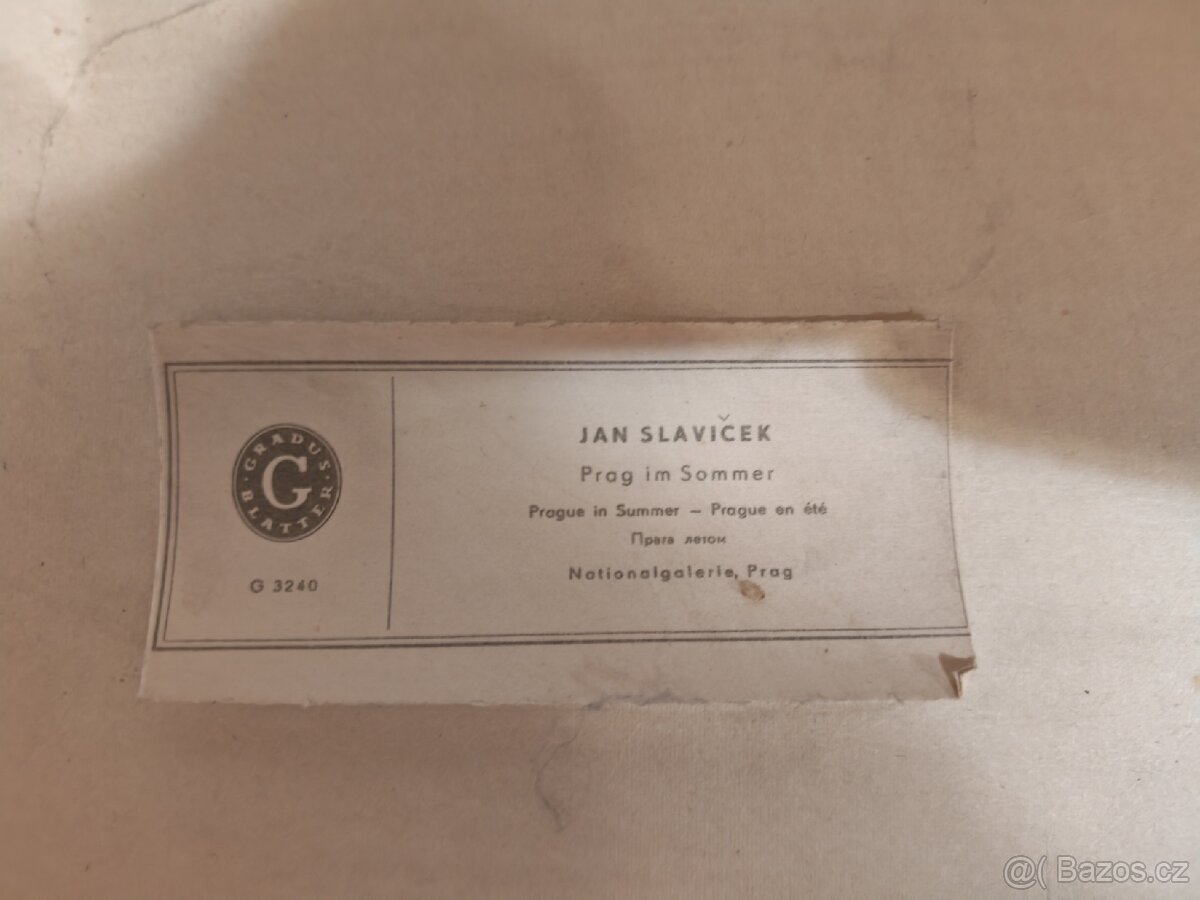 GRADUS · BLÄTTER ·
G
G 3240
JAN SLAVIČEK
Prag im Sommer
Prague in Summer – Prague en été
Прага летом
Nationalgalerie, Prag
@( Bazos.cz